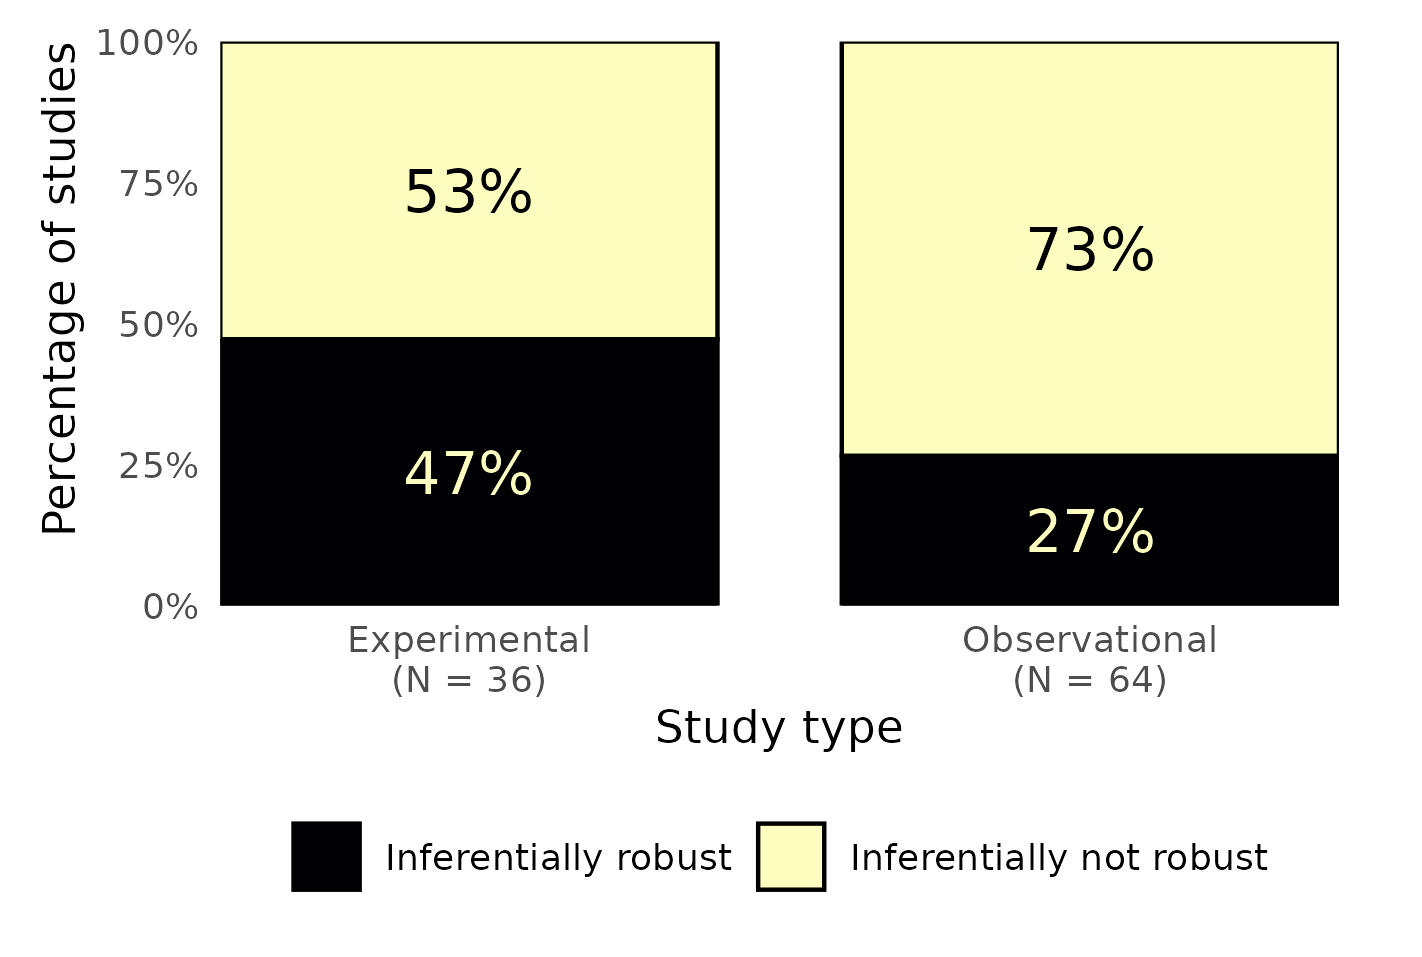 Percentage of studies
100%
75%
50%
25%
0%
53%
47%
73%
27%
Experimental
(N = 36)
Observational
(N = 64)
Study type
Inferentially robust
Inferentially not robust